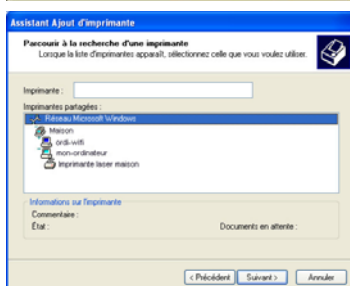 Assistant Ajout d'imprimante
Parcourir à la recherche d'une imprimante
Lorsque la liste d'imprimantes apparaît, sélectionnez celle que vous voulez utiliser.
Imprimante :
Imprimantes partagées :
Réseau Microsoft Windows
Maison
ordi-wifi
mon-ordinateur
Imprimante laser maison
Informations sur l'imprimante
Commentaire :
État : Documents en attente :
< Précédent Suivant > Annuler